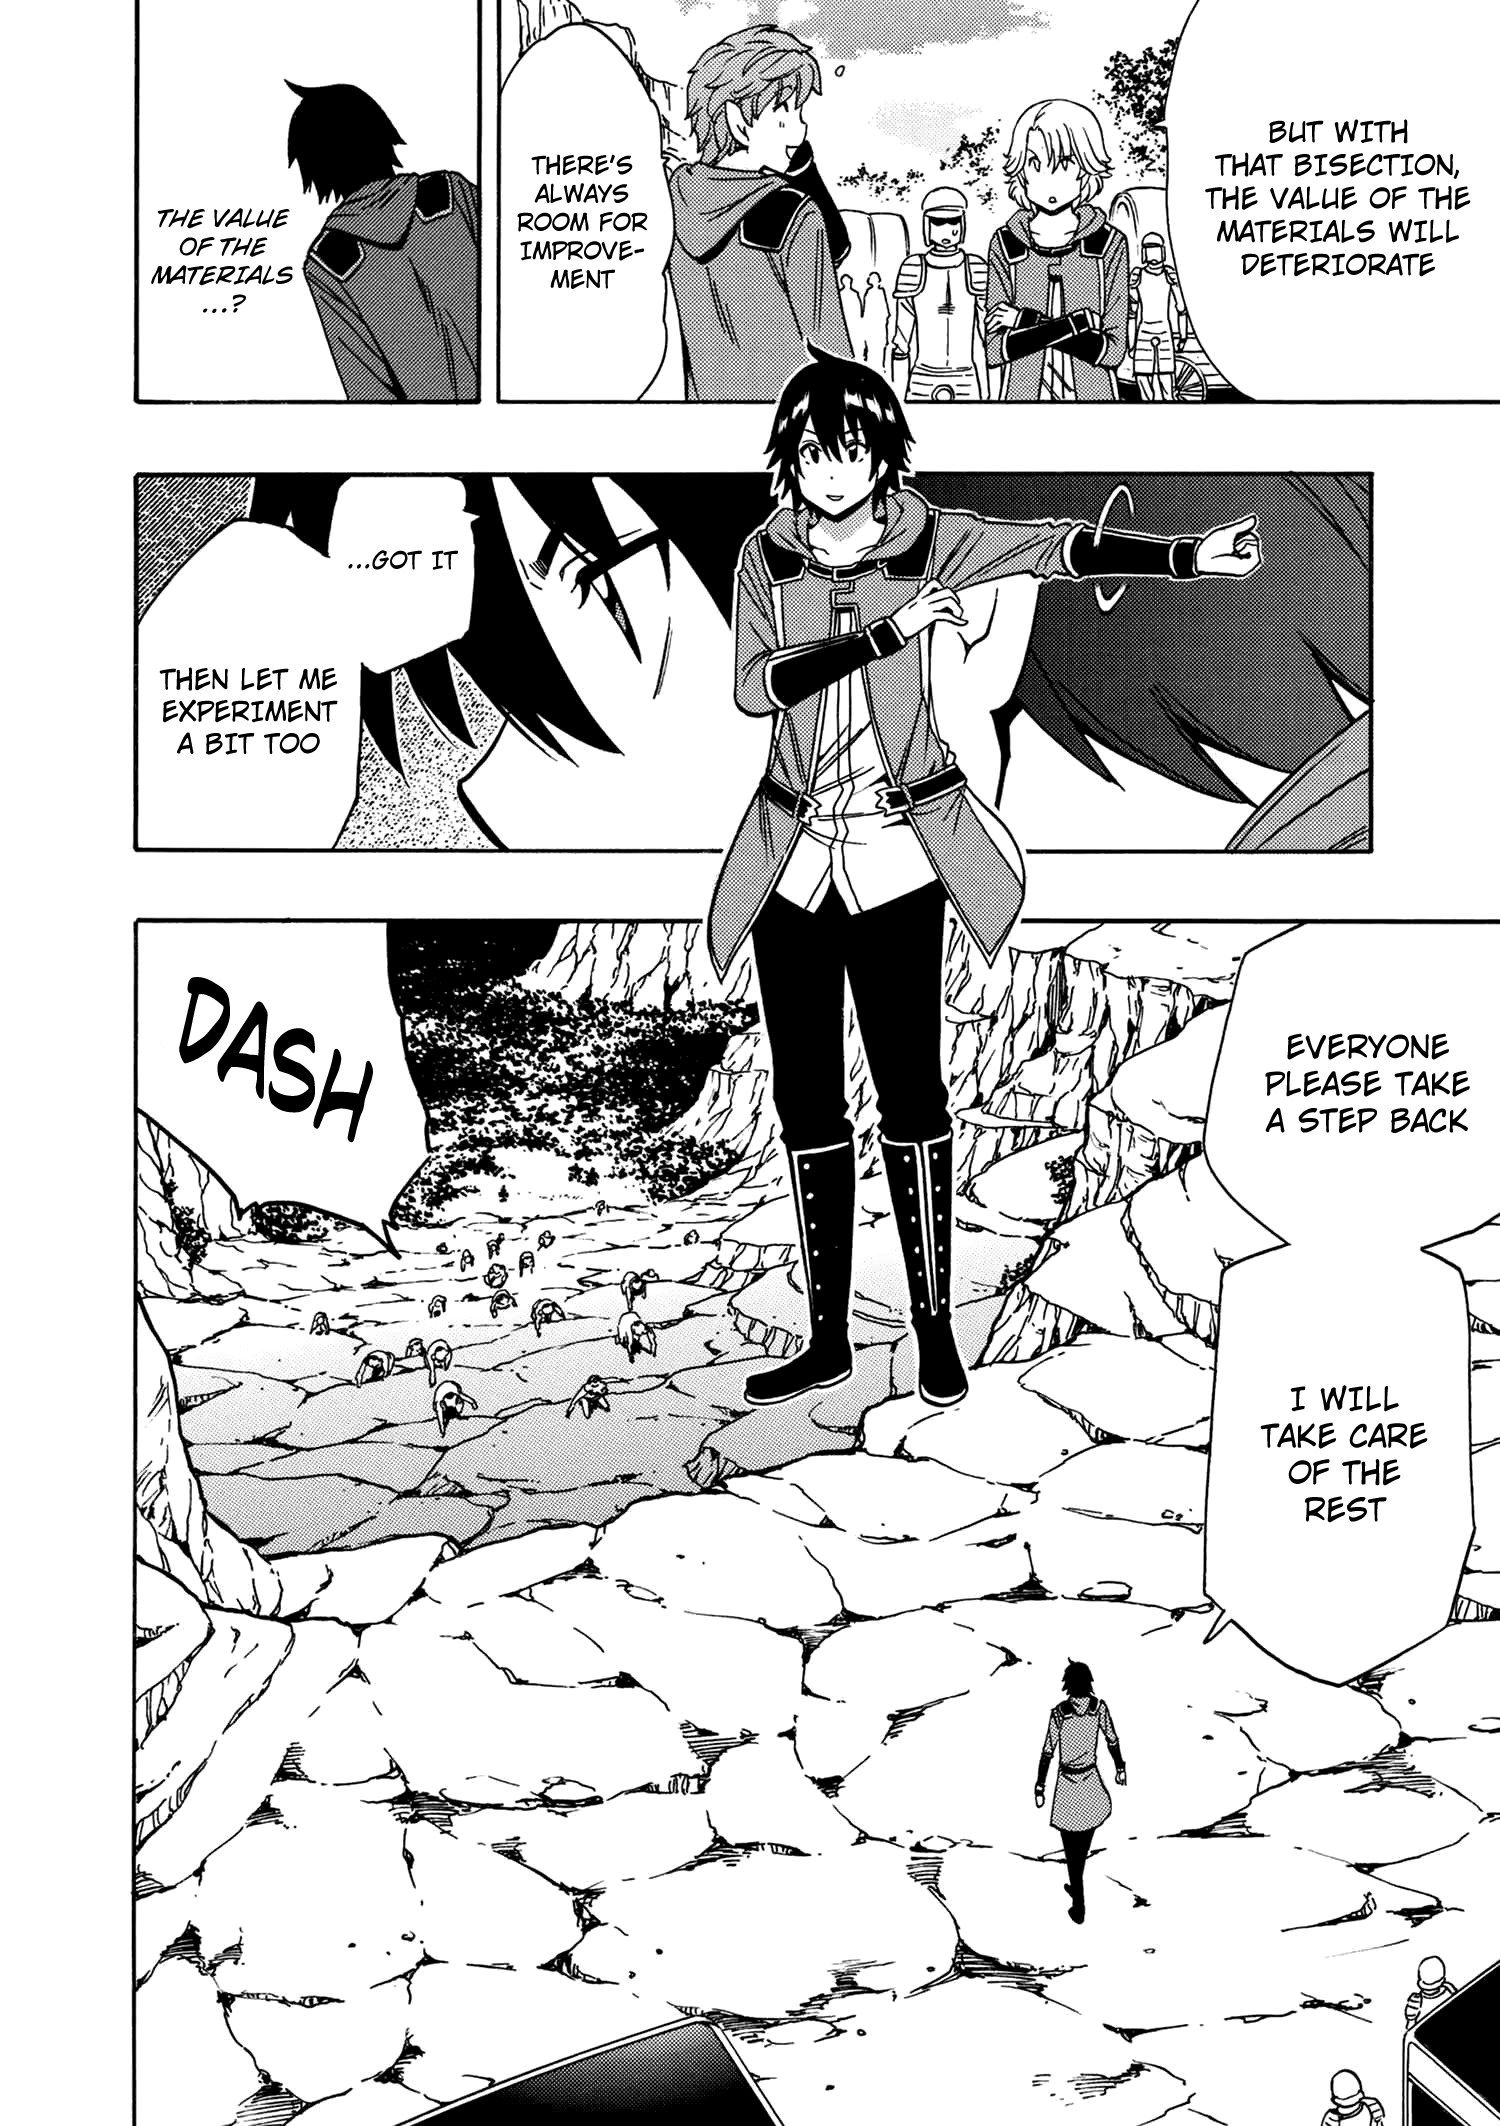 BUT WITH
THAT BISECTION,
THE VALUE OF THE
MATERIALS WILL
DETERIORATE
THERE'S
ALWAYS
ROOM FOR
IMPROVE-
MENT
THE VALUE
OF THE
MATERIALS
...?
...GOT IT
THEN LET ME
EXPERIMENT
A BIT TOO
EVERYONE
PLEASE TAKE
A STEP BACK
I WILL
TAKE CARE
OF THE
REST
DASH